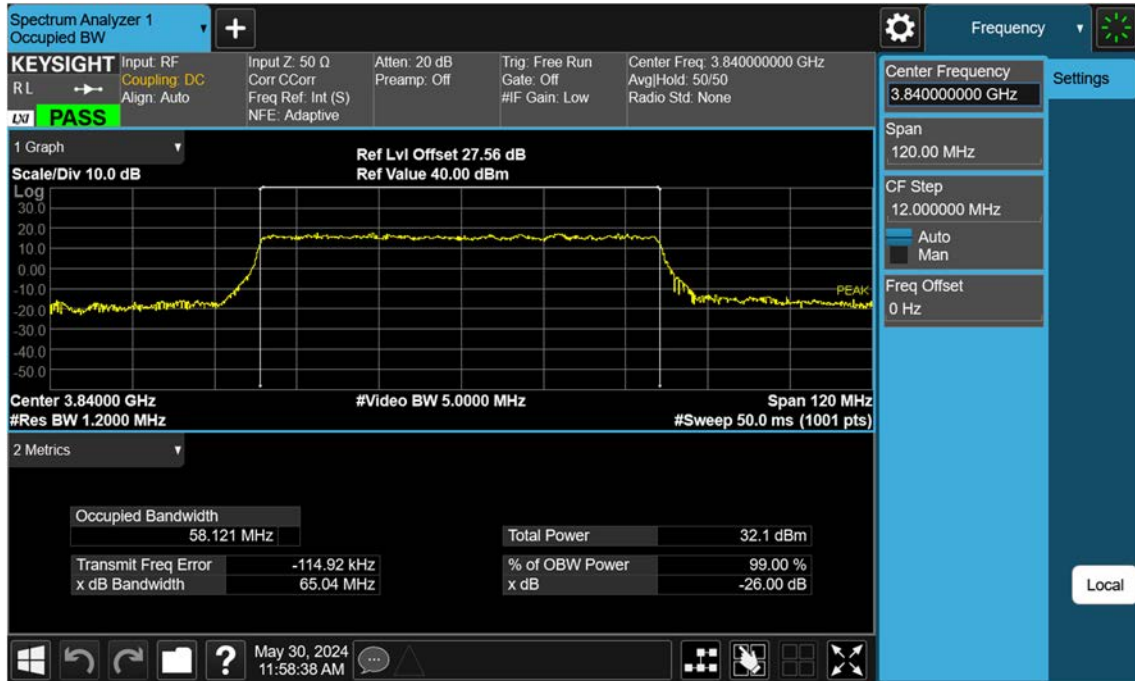 Spectrum Analyzer 1
Occupied BW
+
Frequency
KEYSIGHT
R L
LXI
PASS
Input: RF
Coupling: DC
Align: Auto
Input Z: 50 Ω
Corr CCorr
Freq Ref: Int (S)
NFE: Adaptive
Atten: 20 dB
Preamp: Off
Trig: Free Run
Gate: Off
#IF Gain: Low
Center Freq: 3.840000000 GHz
Avg|Hold: 50/50
Radio Std: None
Center Frequency
3.840000000 GHz
Settings
Span
120.00 MHz
CF Step
12.000000 MHz
Auto
Man
Freq Offset
0 Hz
Local
1 Graph
Scale/Div 10.0 dB
Ref Lvl Offset 27.56 dB
Ref Value 40.00 dBm
Log
30.0
20.0
10.0
0.00
-10.0
-20.0
-30.0
-40.0
-50.0
PEAK
Center 3.84000 GHz
#Res BW 1.2000 MHz
#Video BW 5.0000 MHz
Span 120 MHz
#Sweep 50.0 ms (1001 pts)
2 Metrics
Occupied Bandwidth
58.121 MHz
Total Power 32.1 dBm
Transmit Freq Error -114.92 kHz
% of OBW Power 99.00 %
x dB Bandwidth 65.04 MHz
x dB -26.00 dB
?
May 30, 2024
11:58:38 AM